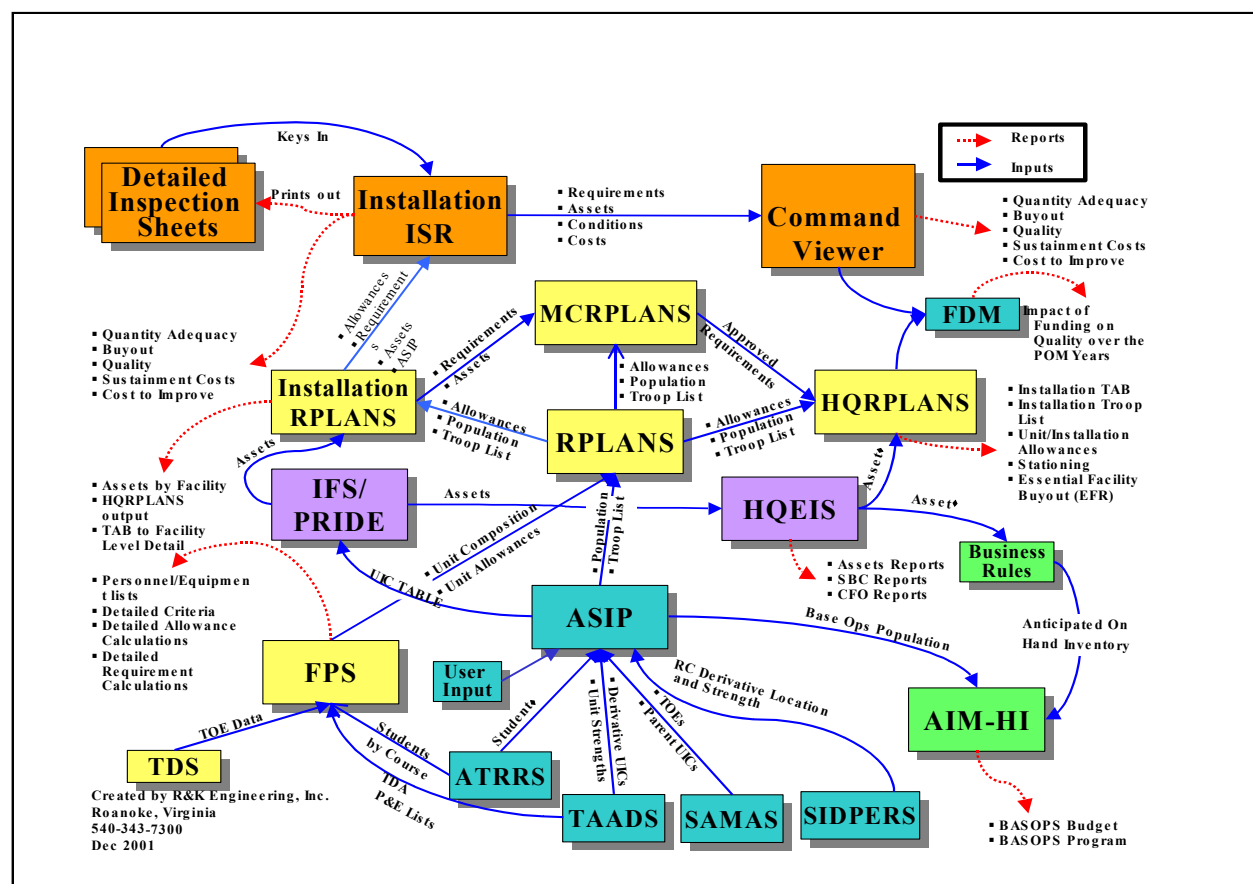 Keys In
Reports
Inputs
Detailed
Inspection
Sheets
Prints out
Installation
ISR
▪ Requirements
▪ Assets
▪ Conditions
▪ Costs
Command
Viewer
▪ Quantity Adequacy
▪ Buyout
▪ Quality
▪ Sustainment Costs
▪ Cost to Improve
▪ Allowances
▪ Requirement
s
▪ Assets
▪ ASIP
MCRPLANS
FDM
Impact of
Funding on
Quality over the
POM Years
▪ Quantity Adequacy
▪ Buyout
▪ Quality
▪ Sustainment Costs
▪ Cost to Improve
▪ Requirements
▪ Assets
Approved
Requirements
▪ Allowances
▪ Population
▪ Troop List
Installation
RPLANS
▪ Allowances
▪ Population
▪ Troop List
RPLANS
▪ Allowances
▪ Population
▪ Troop List
HQRPLANS
▪ Installation TAB
▪ Installation Troop
List
▪ Unit/Installation
Allowances
▪ Stationing
▪ Essential Facility
Buyout (EFR)
Assets
▪ Assets by Facility
▪ HQRPLANS
output
▪ TAB to Facility
Level Detail
IFS/
PRIDE
Assets
▪ Population
▪ Troop List
HQEIS
Asset♦
Asset♦
▪ Unit Composition
▪ Unit Allowances
Business
Rules
▪ Assets Reports
▪ SBC Reports
▪ CFO Reports
▪ Personnel/Equipmen
t lists
▪ Detailed Criteria
▪ Detailed Allowance
Calculations
▪ Detailed
Requirement
Calculations
UIC TABLE
ASIP
Base Ops Population
Anticipated On
Hand Inventory
FPS
User
Input
RC Derivative Location
and Strength
Student♦
▪ Derivative UICs
▪ Unit Strengths
▪ TOEs
▪ Parent UICs
AIM-HI
TOE Data
Students
by Course
TDS
ATRRS
TDA
P&E Lists
TAADS
SAMAS
SIDPERS
Created by R&K Engineering, Inc.
Roanoke, Virginia
540-343-7300
Dec 2001
▪ BASOPS Budget
▪ BASOPS Program